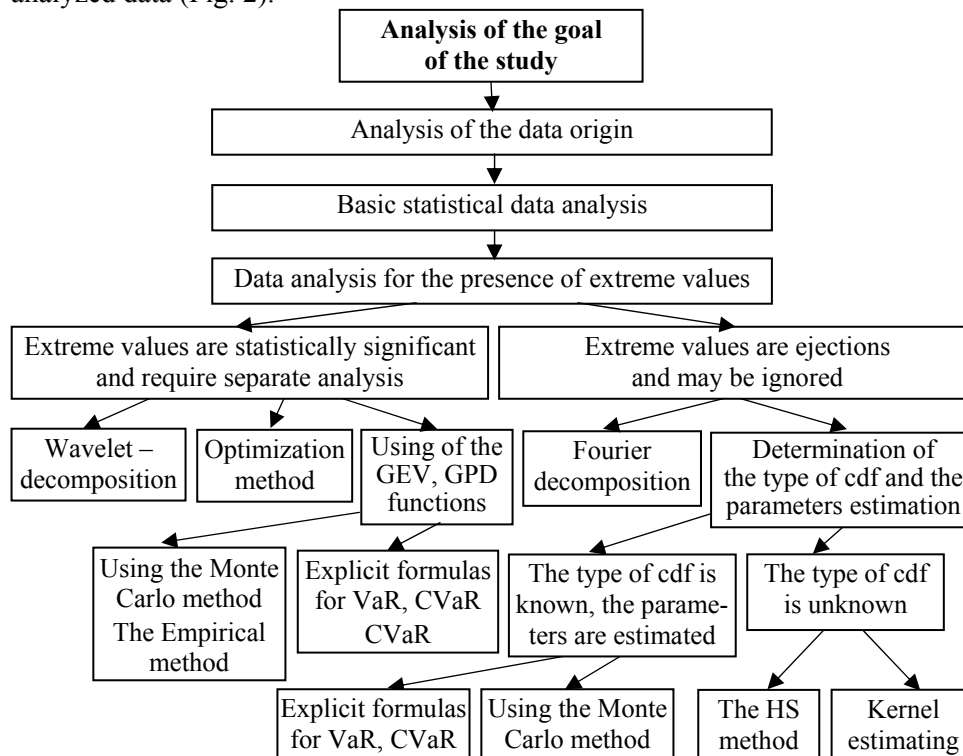 analyzed data (Fig. 2).
Analysis of the goal
of the study
Analysis of the data origin
Basic statistical data analysis
Data analysis for the presence of extreme values
Extreme values are statistically significant
and require separate analysis
Extreme values are ejections
and may be ignored
Wavelet –
decomposition
Optimization
method
Using of the
GEV, GPD
functions
Fourier
decomposition
Determination of
the type of cdf and the
parameters estimation
Using the Monte
Carlo method
The Empirical
method
Explicit formulas
for VaR, CVaR
CVaR
The type of cdf is
known, the parame-
ters are estimated
The type of cdf
is unknown
Explicit formulas
for VaR, CVaR
Using the Monte
Carlo method
The HS
method
Kernel
estimating